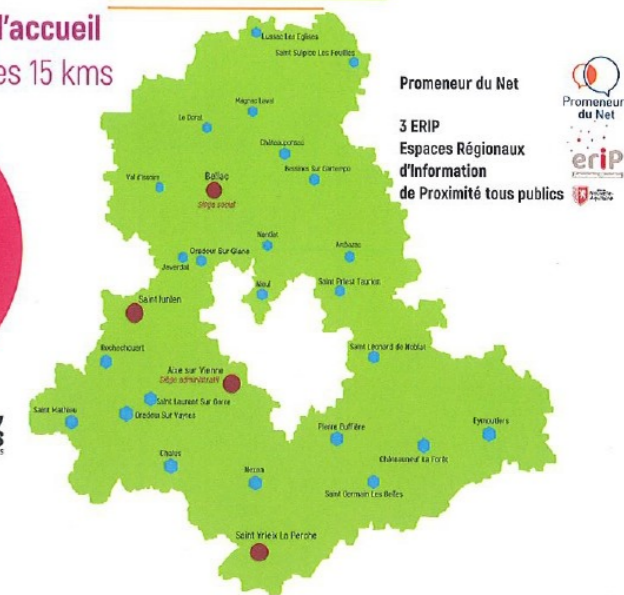 l'accueil
es 15 kms
Lussac Les Eglises
Saint Sulpice Les Feuilles
Magnac Laval
Le Dorat
Châteauponsac
Bessines Sur Gartempe
Val d'Issoire
Bellac
Siège social
Nantiat
Oradour Sur Glane
Javerdat
Ambazac
Nieul
Saint Priest Taurion
Saint Junien
Saint Léonard de Noblat
Rochechouart
Aixe sur Vienne
Siège administratif
Saint Laurent Sur Gorre
Saint Mathieu
Oradour Sur Vayres
Pierre Buffière
Eymoutiers
Châteauneuf La Forêt
Chalus
Nexon
Saint Germain Les Belles
Saint Yrieix La Perche
Promeneur du Net
3 ERIP
Espaces Régionaux
d'Information
de Proximité tous publics
Promeneur
du Net
eriP